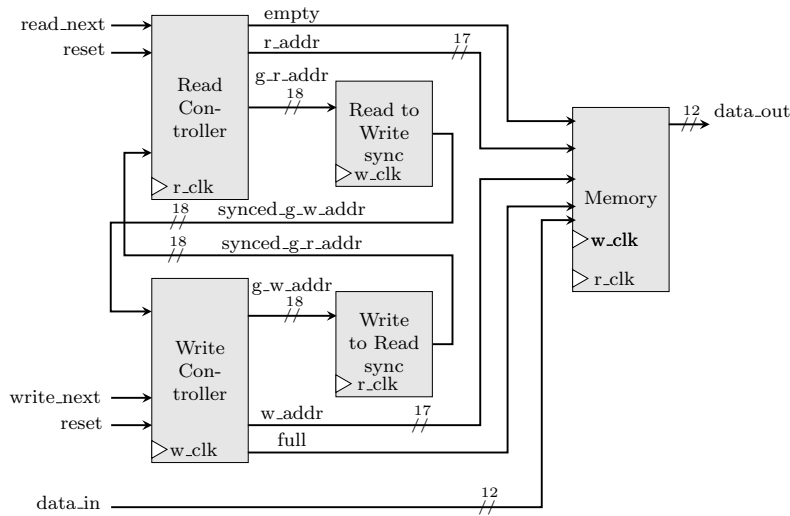 empty
read_next
r_addr
17
reset
g_r_addr
18
Read
Con-
troller
r_clk
Read to
Write
sync
w_clk
12
data_out
Memory
w_clk
r_clk
18
synced_g_w_addr
18
synced_g_r_addr
g_w_addr
18
Write
Con-
troller
w_clk
Write
to Read
sync
r_clk
write_next
w_addr
17
reset
full
data_in
12